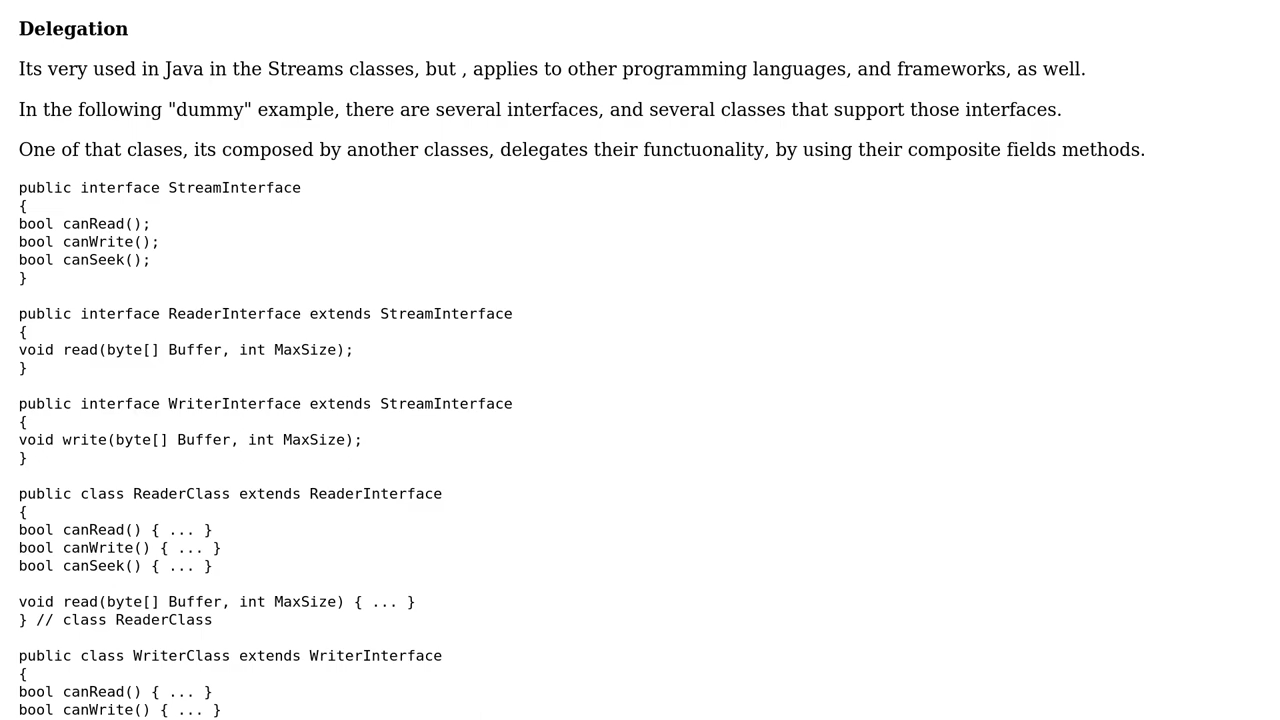 Delegation
Its very used in Java in the Streams classes, but , applies to other programming languages, and frameworks, as well.
In the following "dummy" example, there are several interfaces, and several classes that support those interfaces.
One of that clases, its composed by another classes, delegates their functuonality, by using their composite fields methods.
public interface StreamInterface
{
bool canRead();
bool canWrite();
bool canSeek();
}
public interface ReaderInterface extends StreamInterface
{
void read(byte[] Buffer, int MaxSize);
}
public interface WriterInterface extends StreamInterface
{
void write(byte[] Buffer, int MaxSize);
}
public class ReaderClass extends ReaderInterface
{
bool canRead() { ... }
bool canWrite() { ... }
bool canSeek() { ... }
void read(byte[] Buffer, int MaxSize) { ... }
} // class ReaderClass
public class WriterClass extends WriterInterface
{
bool canRead() { ... }
bool canWrite() { ... }